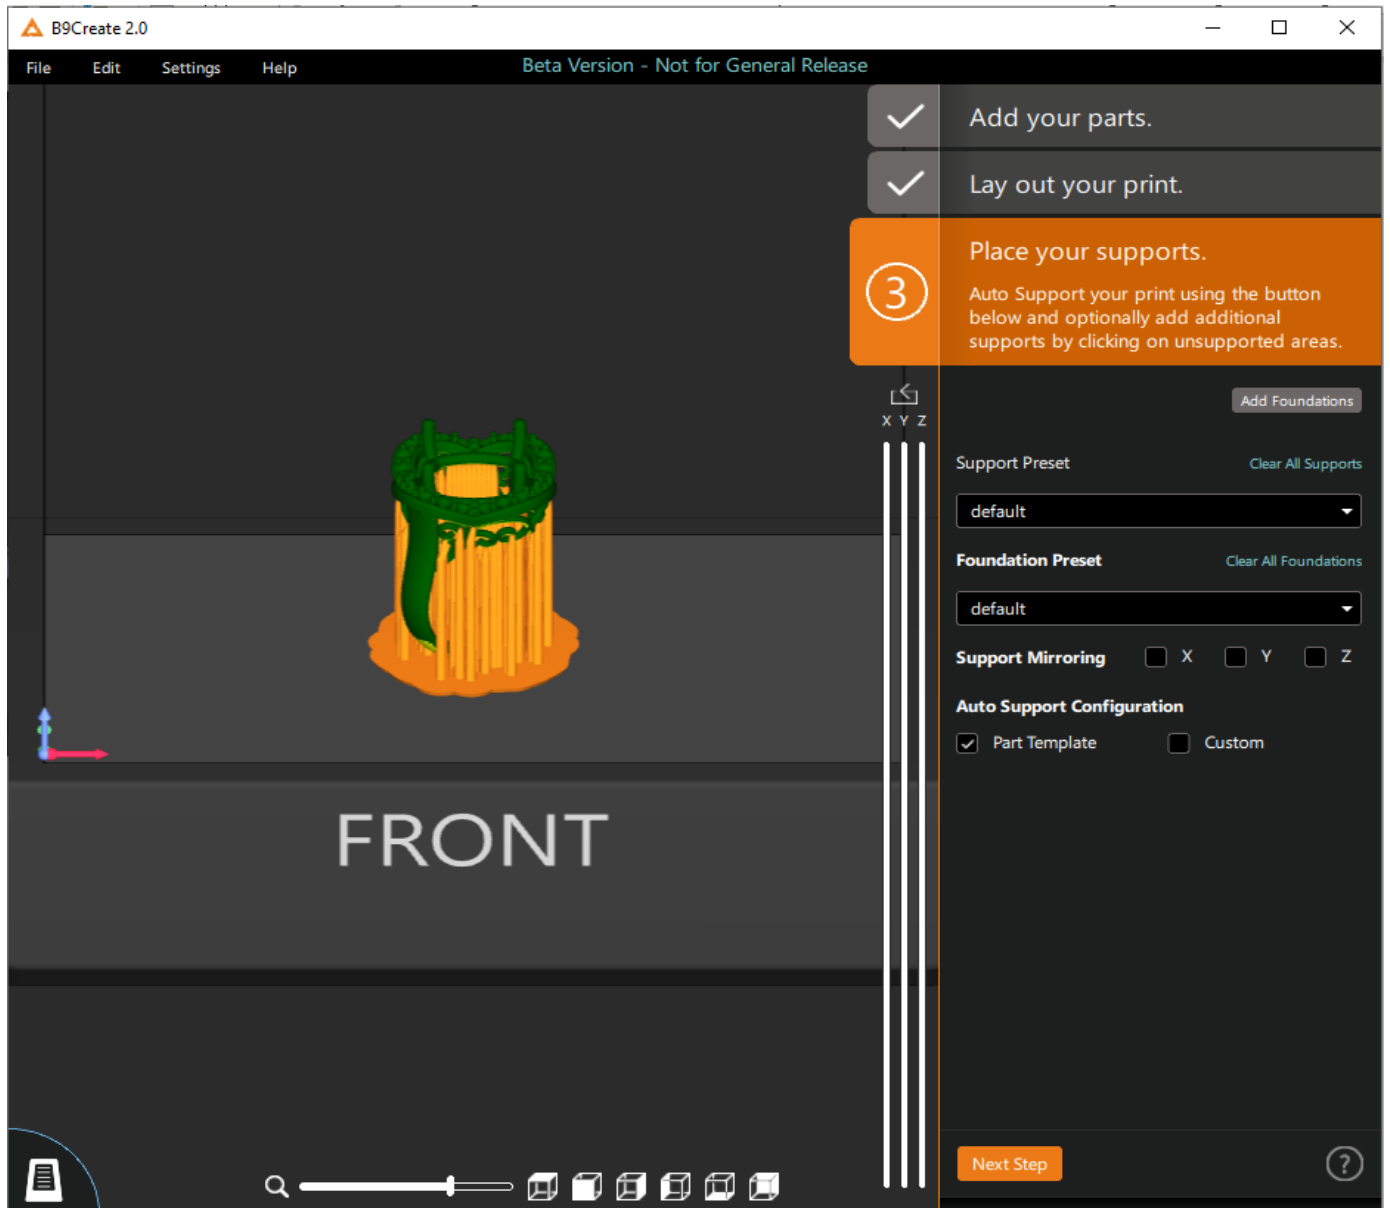 B9Create 2.0
File Edit Settings Help
Beta Version - Not for General Release
Add your parts.
Lay out your print.
3
Place your supports.
Auto Support your print using the button
below and optionally add additional
supports by clicking on unsupported areas.
X Y Z
Add Foundations
Support Preset Clear All Supports
default
Foundation Preset Clear All Foundations
default
Support Mirroring X Y Z
Auto Support Configuration
Part Template Custom
FRONT
Next Step
?